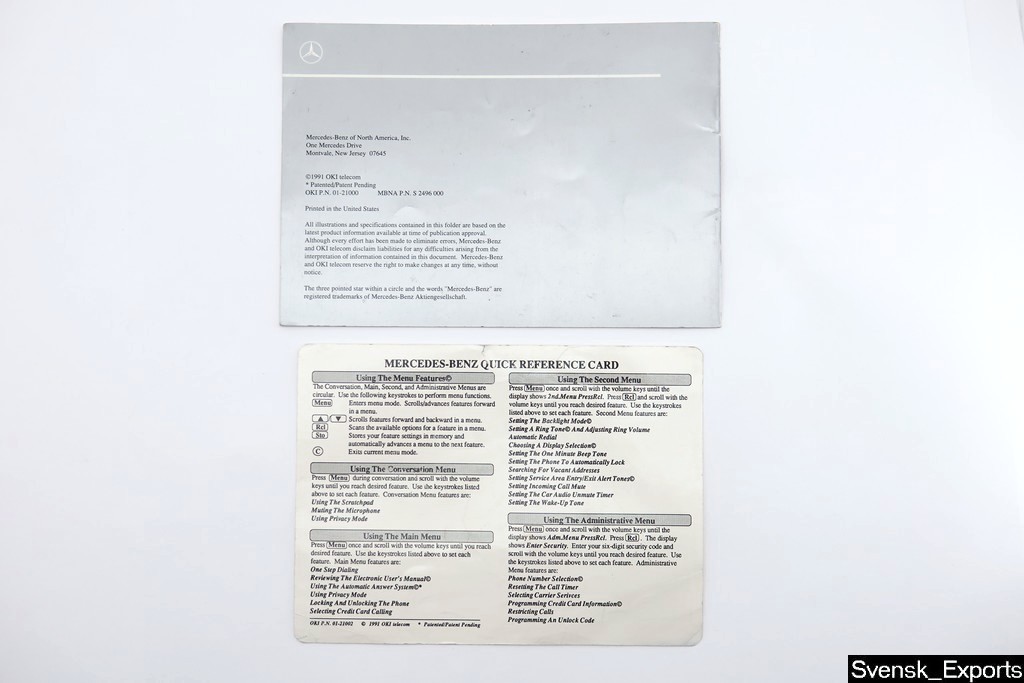 Mercedes-Benz of North America, Inc.
One Mercedes Drive
Montvale, New Jersey 07645
©1991 OKI telecom
* Patented/Patent Pending
OKI P.N. 01-21000 MBNA P.N. S 2496 000
Printed in the United States
All illustrations and specifications contained in this folder are based on the
latest product information available at time of publication approval.
Although every effort has been made to eliminate errors, Mercedes-Benz
and OKI telecom disclaim liabilities for any difficulties arising from the
interpretation of information contained in this document. Mercedes-Benz
and OKI telecom reserve the right to make changes at any time, without
notice.
The three pointed star within a circle and the words "Mercedes-Benz" are
registered trademarks of Mercedes-Benz Aktiengesellschaft.
MERCEDES-BENZ QUICK REFERENCE CARD
Using The Menu Features©
The Conversation, Main, Second, and Administrative Menus are
circular. Use the following keystrokes to perform menu functions.
Menu Enters menu mode. Scrolls/advances features forward
in a menu.
▲ ▼ Scrolls features forward and backward in a menu.
Rcl Scans the available options for a feature in a menu.
Sto Stores your feature settings in memory and
automatically advances a menu to the next feature.
C Exits current menu mode.
Using The Conversation Menu
Press Menu during conversation and scroll with the volume
keys until you reach desired feature. Use the keystrokes listed
above to set each feature. Conversation Menu features are:
Using The Scratchpad
Muting The Microphone
Using Privacy Mode
Using The Main Menu
Press Menu once and scroll with the volume keys until you reach
desired feature. Use the keystrokes listed above to set each
feature. Main Menu features are:
One Step Dialing
Reviewing The Electronic User's Manual©
Using The Automatic Answer System©*
Using Privacy Mode
Locking And Unlocking The Phone
Selecting Credit Card Calling
OKI P.N. 01-21002 © 1991 OKI telecom * Patented/Patent Pending
Using The Second Menu
Press Menu once and scroll with the volume keys until the
display shows 2nd.Menu PressRcl. Press Rcl and scroll with the
volume keys until you reach desired feature. Use the keystrokes
listed above to set each feature. Second Menu features are:
Setting The Backlight Mode©
Setting A Ring Tone© And Adjusting Ring Volume
Automatic Redial
Choosing A Display Selection©
Setting The One Minute Beep Tone
Setting The Phone To Automatically Lock
Searching For Vacant Addresses
Setting Service Area Entry/Exit Alert Tones©
Setting Incoming Call Mute
Setting The Car Audio Unmute Timer
Setting The Wake-Up Tone
Using The Administrative Menu
Press Menu once and scroll with the volume keys until the
display shows Adm.Menu PressRcl. Press Rcl. The display
shows Enter Security. Enter your six-digit security code and
scroll with the volume keys until you reach desired feature. Use
the keystrokes listed above to set each feature. Administrative
Menu features are:
Phone Number Selection©
Resetting The Call Timer
Selecting Carrier Serivces
Programming Credit Card Information©
Restricting Calls
Programming An Unlock Code
Svensk_Exports